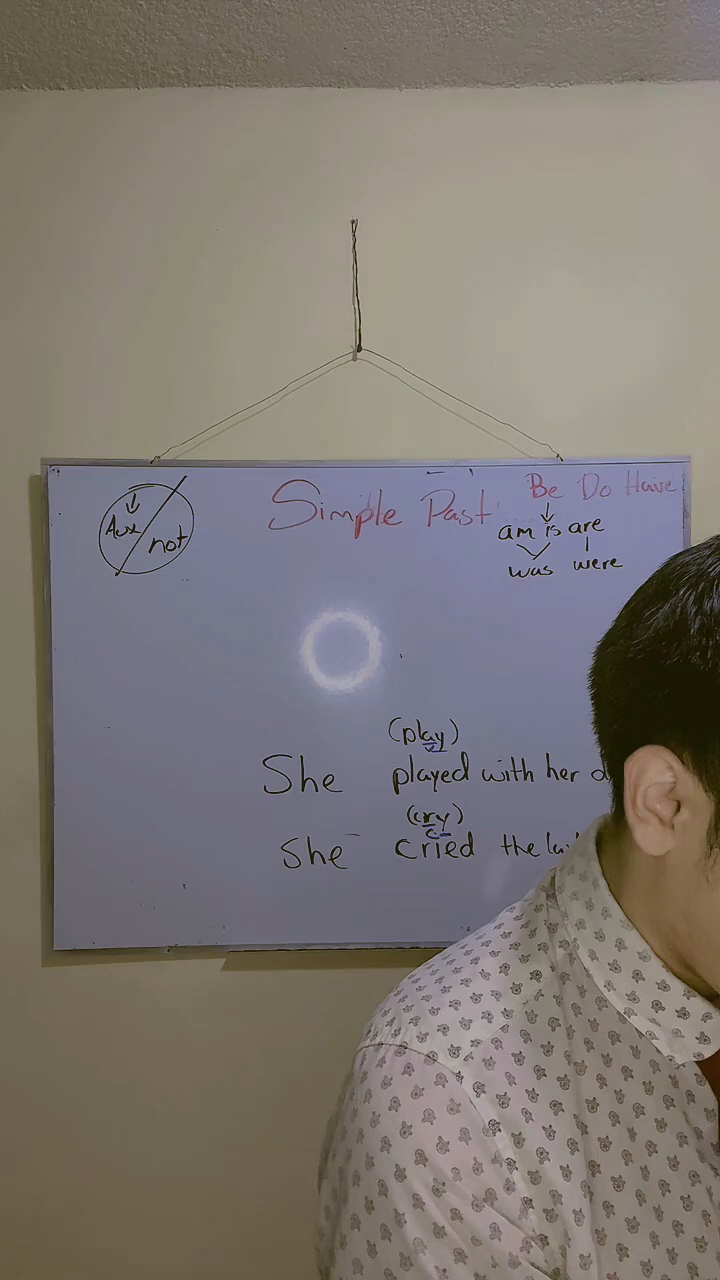 Aux
not
Simple Past
Be Do Have
am is are
was were
(play)
She played with her
(cry)
She cried the